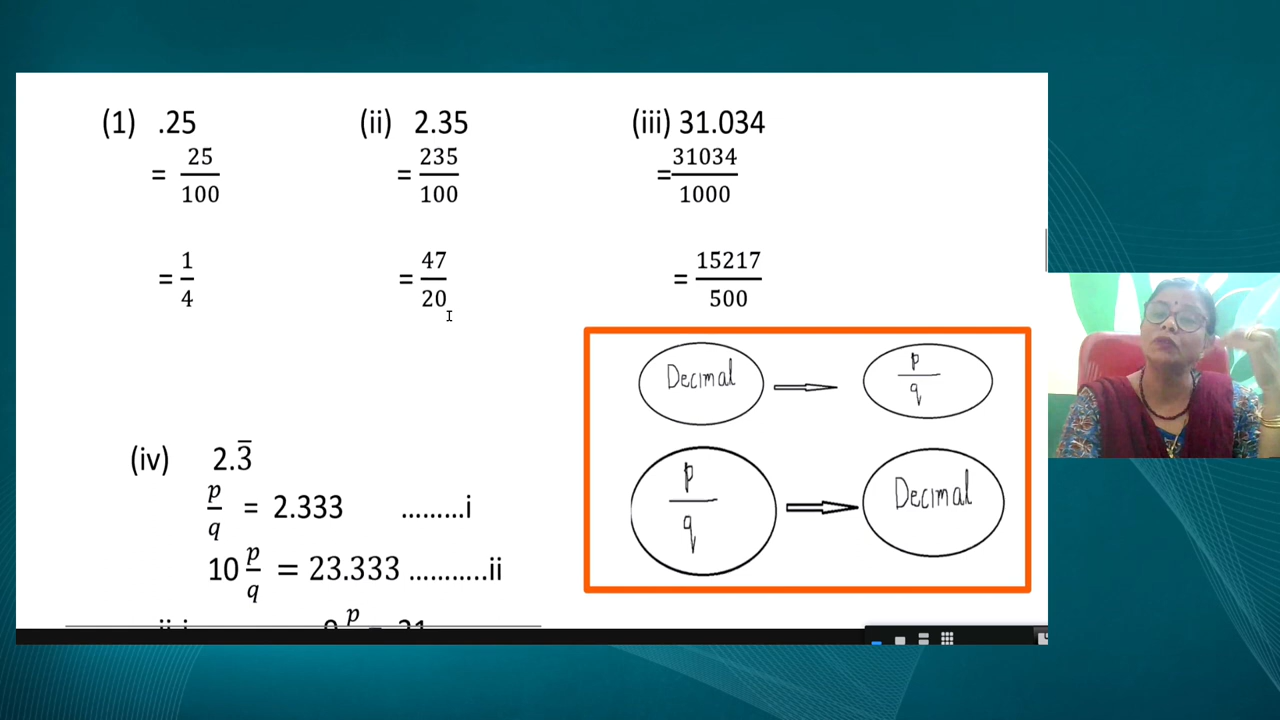 (1) .25 (ii) 2.35 (iii) 31.034
= 25/100 = 235/100 =31034/1000
= 1/4 = 47/20 = 15217/500
Decimal ⇒ p/q
p/q ⇒ Decimal
(iv) 2.3̅
p/q = 2.333 .........i
10 p/q = 23.333 ...........ii